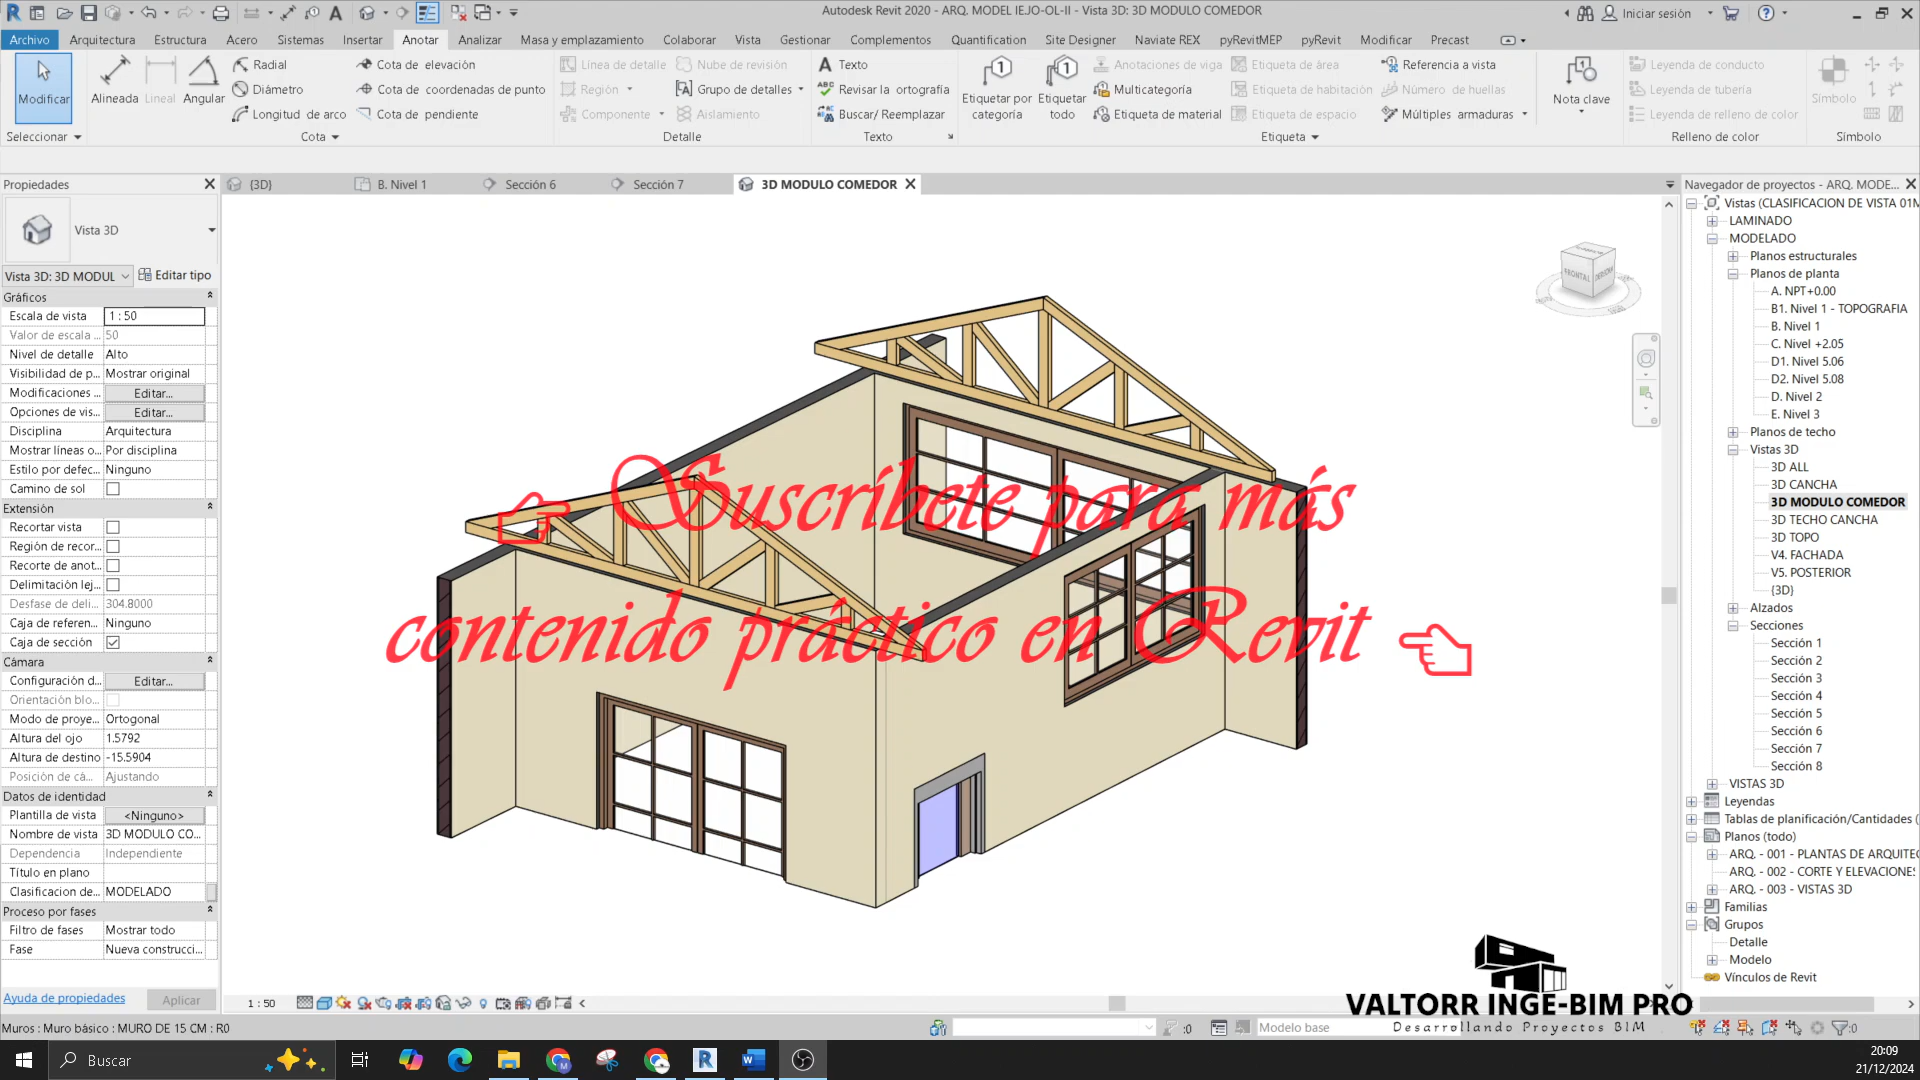 Autodesk Revit 2020 - ARQ. MODEL IEJO-OL-II - Vista 3D: 3D MODULO COMEDOR
Iniciar sesión
Archivo Arquitectura Estructura Acero Sistemas Insertar Anotar Analizar Masa y emplazamiento Colaborar Vista Gestionar Complementos Quantification Site Designer Naviate REX pyRevitMEP pyRevit Modificar Precast
Modificar
Alineada Lineal Angular
Radial
Diámetro
Longitud de arco
Cota de elevación
Cota de coordenadas de punto
Cota de pendiente
Línea de detalle
Región
Componente
Nube de revisión
Grupo de detalles
Aislamiento
Texto
Revisar la ortografía
Buscar/ Reemplazar
Etiquetar por categoría
Etiquetar todo
Anotaciones de viga
Multicategoría
Etiqueta de material
Etiqueta de área
Etiqueta de habitación
Etiqueta de espacio
Referencia a vista
Número de huellas
Múltiples armaduras
Nota clave
Leyenda de conducto
Leyenda de tubería
Leyenda de relleno de color
Símbolo
Seleccionar Cota Detalle Texto Etiqueta Relleno de color Símbolo
Propiedades
{3D} B. Nivel 1 Sección 6 Sección 7 3D MODULO COMEDOR
Vista 3D
Vista 3D: 3D MODUL Editar tipo
Gráficos
Escala de vista 1 : 50
Valor de escala ... 50
Nivel de detalle Alto
Visibilidad de p... Mostrar original
Modificaciones ... Editar...
Opciones de vis... Editar...
Disciplina Arquitectura
Mostrar líneas o... Por disciplina
Estilo por defec... Ninguno
Camino de sol
Extensión
Recortar vista
Región de recor...
Recorte de anot...
Delimitación lej...
Desfase de deli... 304.8000
Caja de referen... Ninguno
Caja de sección
Cámara
Configuración d... Editar...
Orientación blo...
Modo de proye... Ortogonal
Altura del ojo 1.5792
Altura de destino -15.5904
Posición de cá... Ajustando
Datos de identidad
Plantilla de vista <Ninguno>
Nombre de vista 3D MODULO CO...
Dependencia Independiente
Título en plano
Clasificacion de... MODELADO
Proceso por fases
Filtro de fases Mostrar todo
Fase Nueva construcci...
Ayuda de propiedades Aplicar
FRONTAL
Suscríbete para más
contenido práctico en Revit
Navegador de proyectos - ARQ. MODE...
Vistas (CLASIFICACION DE VISTA 01M
LAMINADO
MODELADO
Planos estructurales
Planos de planta
A. NPT+0.00
B1. Nivel 1 - TOPOGRAFIA
B. Nivel 1
C. Nivel +2.05
D1. Nivel 5.06
D2. Nivel 5.08
D. Nivel 2
E. Nivel 3
Planos de techo
Vistas 3D
3D ALL
3D CANCHA
3D MODULO COMEDOR
3D TECHO CANCHA
3D TOPO
V4. FACHADA
V5. POSTERIOR
{3D}
Alzados
Secciones
Sección 1
Sección 2
Sección 3
Sección 4
Sección 5
Sección 6
Sección 7
Sección 8
VISTAS 3D
Leyendas
Tablas de planificación/Cantidades (
Planos (todo)
ARQ. - 001 - PLANTAS DE ARQUITEC
ARQ. - 002 - CORTE Y ELEVACIONES
ARQ. - 003 - VISTAS 3D
Familias
Grupos
Detalle
Modelo
Vínculos de Revit
1 : 50
VALTORR INGE-BIM PRO
Desarrollando Proyectos BIM
Muros : Muro básico : MURO DE 15 CM : R0
:0
Modelo base
:0
Buscar
20:09
21/12/2024